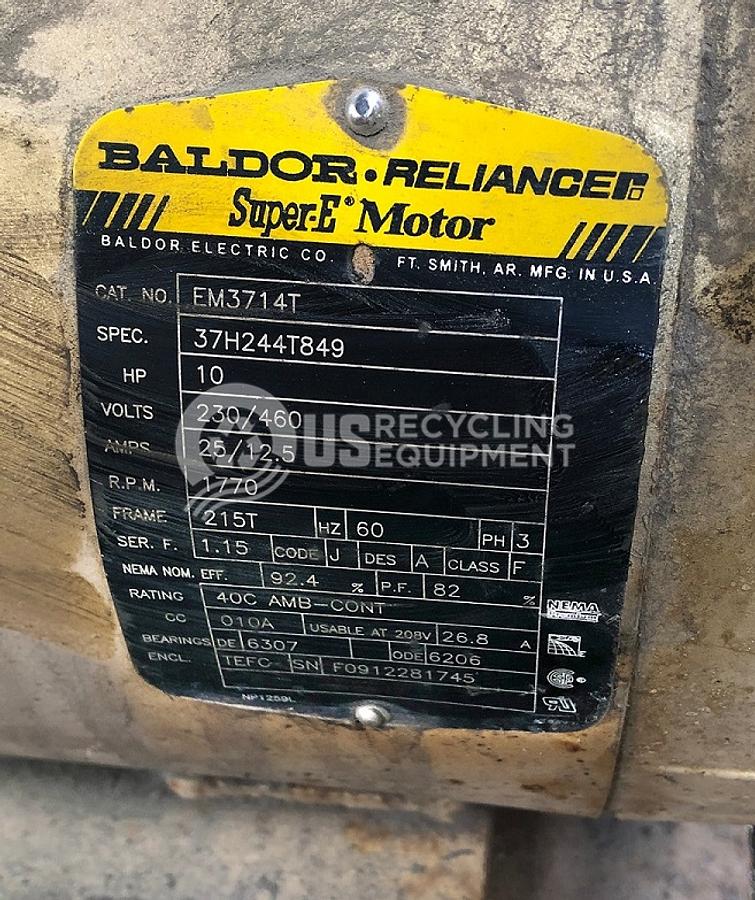 BALDOR • RELIANCER
Super-E® Motor
BALDOR ELECTRIC CO. FT. SMITH, AR. MFG. IN U.S.A.
CAT. NO. EM3714T
SPEC. 37H244T849
HP 10
VOLTS 230/460
AMPS 25/12.5
R.P.M. 1770
FRAME 215T HZ 60 PH 3
SER. F. 1.15 CODE J DES A CLASS F
NEMA NOM. EFF. 92.4 % P.F. 82 %
RATING 40C AMB-CONT
CC 010A USABLE AT 208V 26.8 A
BEARINGS DE 6307 ODE 6206
ENCL. TEFC SN F0912281745
NP1259L
NEMA
US RECYCLING EQUIPMENT